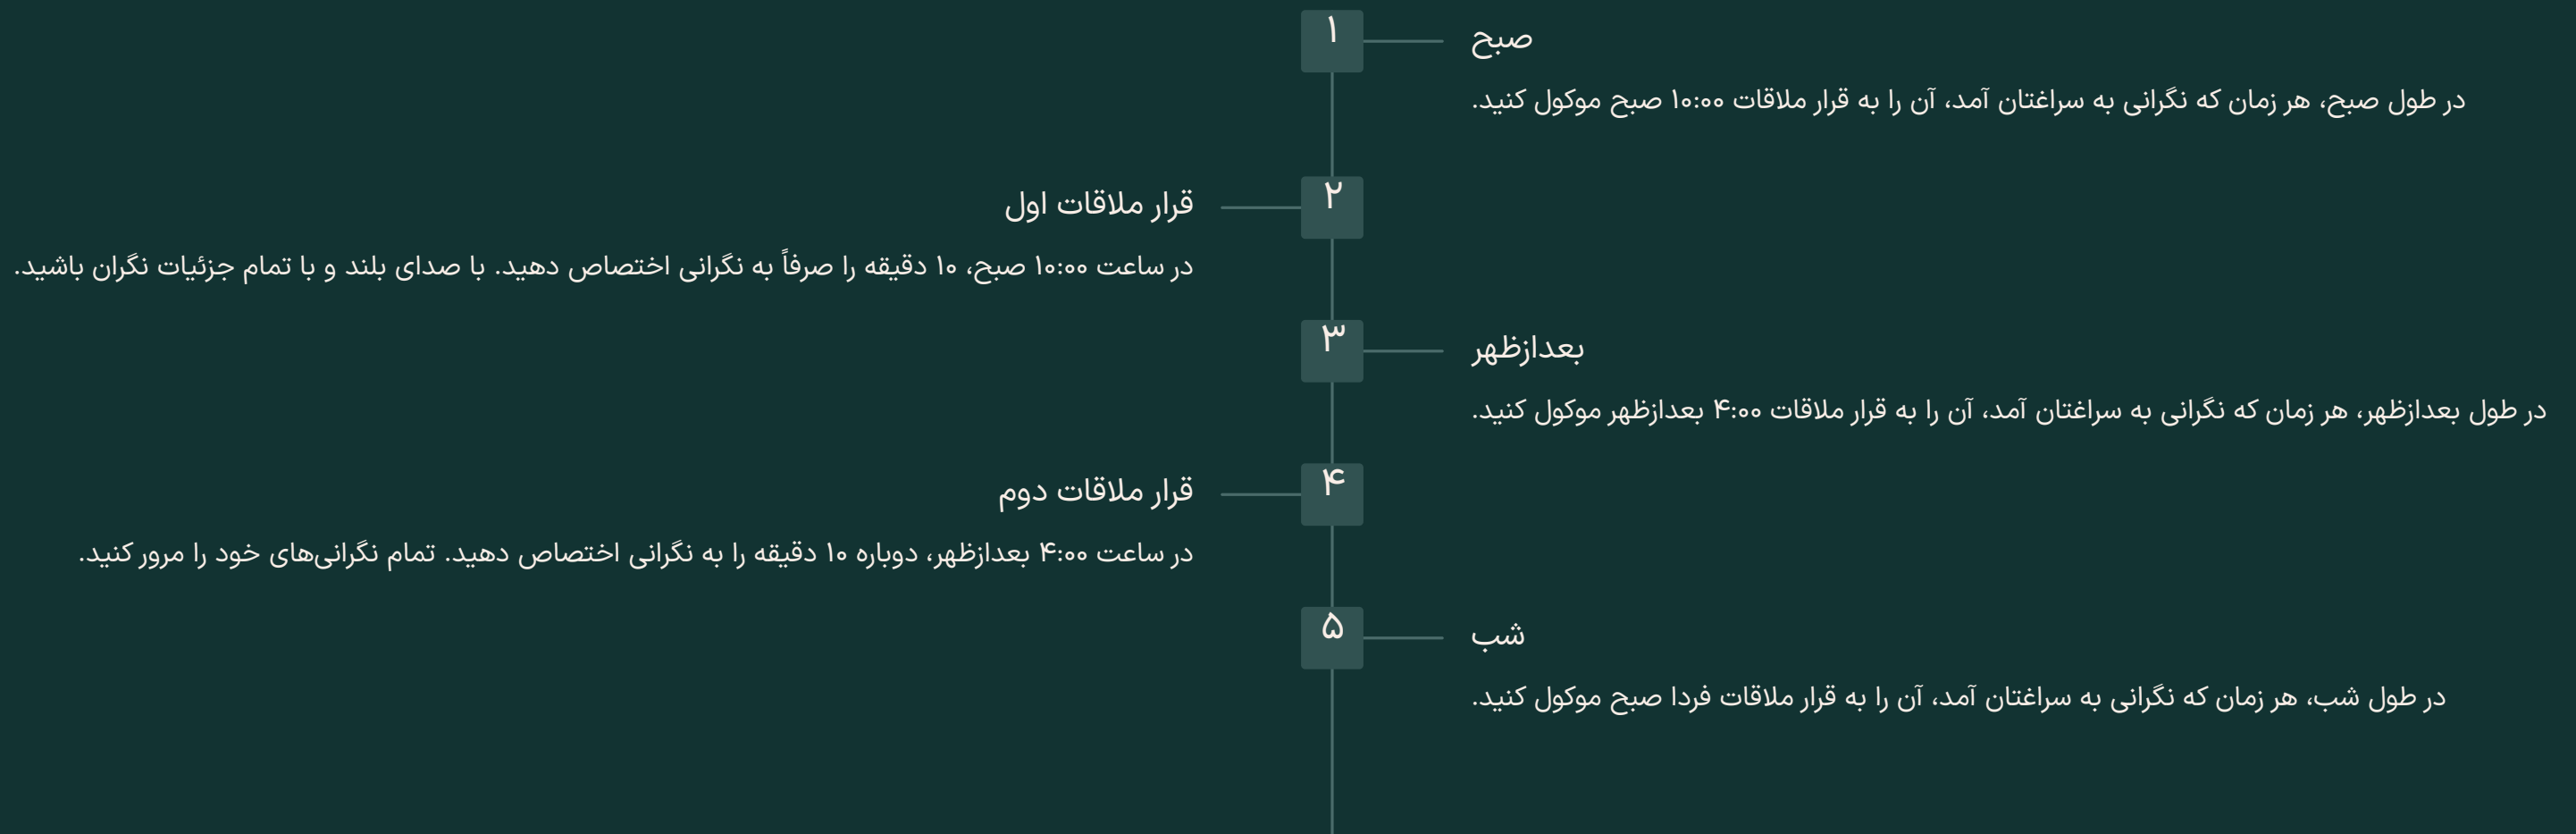 ۱
صبح
در طول صبح، هر زمان که نگرانی به سراغتان آمد، آن را به قرار ملاقات ۱۰:۰۰ صبح موکول کنید.
۲
قرار ملاقات اول
در ساعت ۱۰:۰۰ صبح، ۱۰ دقیقه را صرفاً به نگرانی اختصاص دهید. با صدای بلند و با تمام جزئیات نگران باشید.
۳
بعدازظهر
در طول بعدازظهر، هر زمان که نگرانی به سراغتان آمد، آن را به قرار ملاقات ۴:۰۰ بعدازظهر موکول کنید.
۴
قرار ملاقات دوم
در ساعت ۴:۰۰ بعدازظهر، دوباره ۱۰ دقیقه را به نگرانی اختصاص دهید. تمام نگرانی‌های خود را مرور کنید.
۵
شب
در طول شب، هر زمان که نگرانی به سراغتان آمد، آن را به قرار ملاقات فردا صبح موکول کنید.